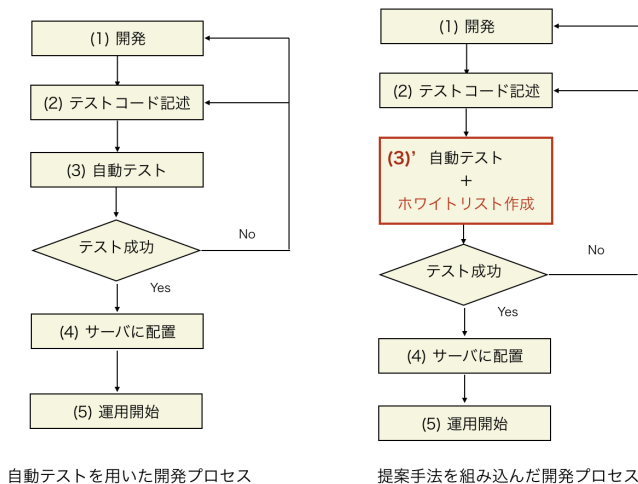 (1) 開発
(2) テストコード記述
(3) 自動テスト
テスト成功
No
Yes
(4) サーバに配置
(5) 運用開始
自動テストを用いた開発プロセス
(1) 開発
(2) テストコード記述
(3)' 自動テスト
+
ホワイトリスト作成
テスト成功
No
Yes
(4) サーバに配置
(5) 運用開始
提案手法を組み込んだ開発プロセス